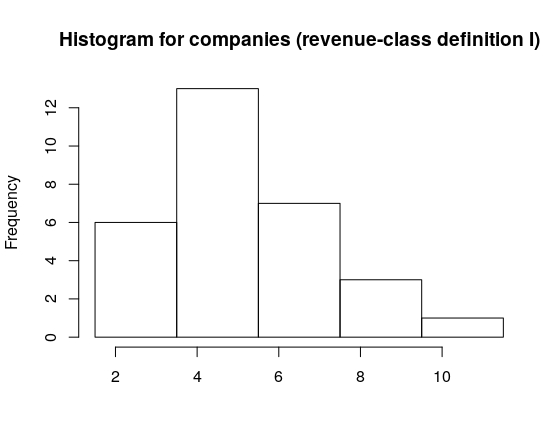 Histogram for companies (revenue-class definition I)
Frequency
12
10
8
6
4
2
0
2 4 6 8 10